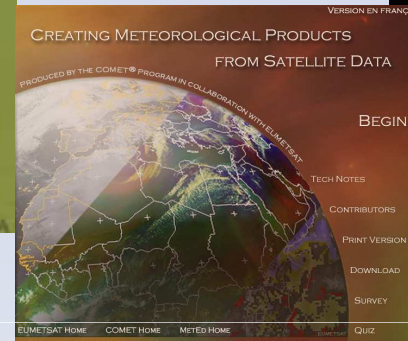 VERSION EN FRANÇ
CREATING METEOROLOGICAL PRODUCTS
FROM SATELLITE DATA
PRODUCED BY THE COMET® PROGRAM IN COLLABORATION WITH EUMETSAT
BEGIN
TECH NOTES
CONTRIBUTORS
PRINT VERSION
DOWNLOAD
SURVEY
EUMETSAT HOME COMET HOME METED HOME EUMETSAT QUIZ